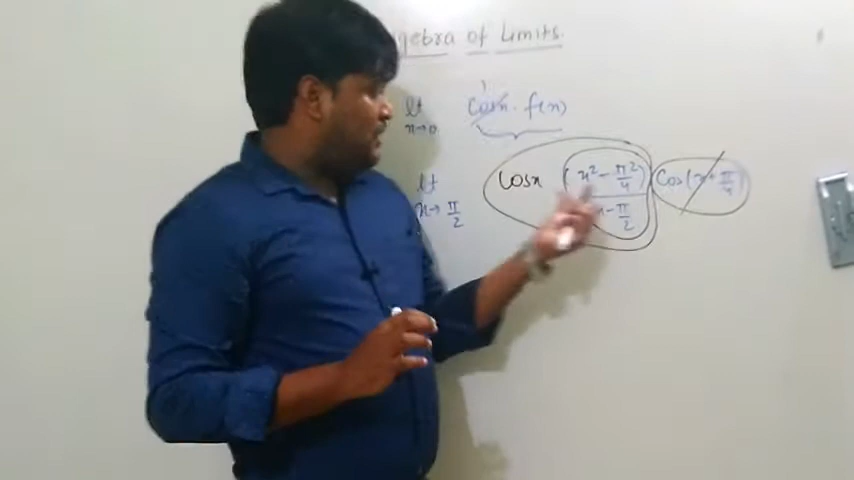 gebra of Limits.
lt cosx . f(x)
x→0
lt cosx (x² - π²/4) cos(x + π/4)
x→π/2 x - π/2